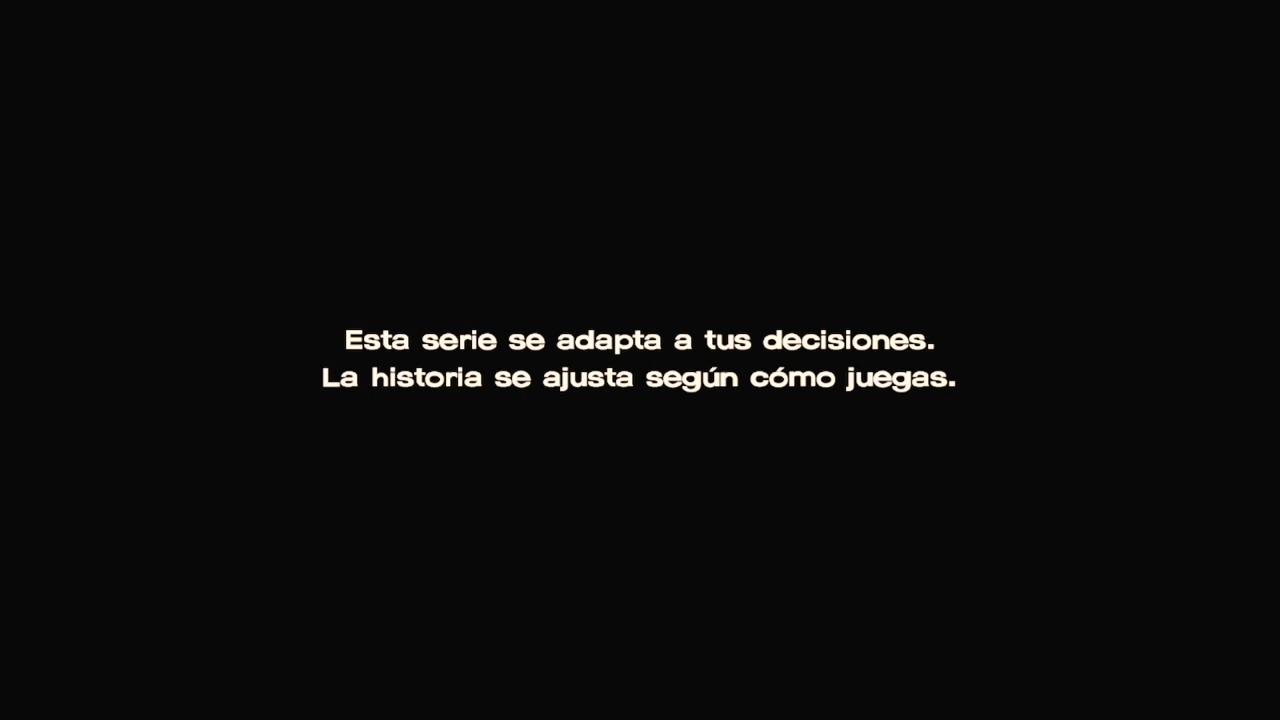 Esta serie se adapta a tus decisiones.
La historia se ajusta según cómo juegas.